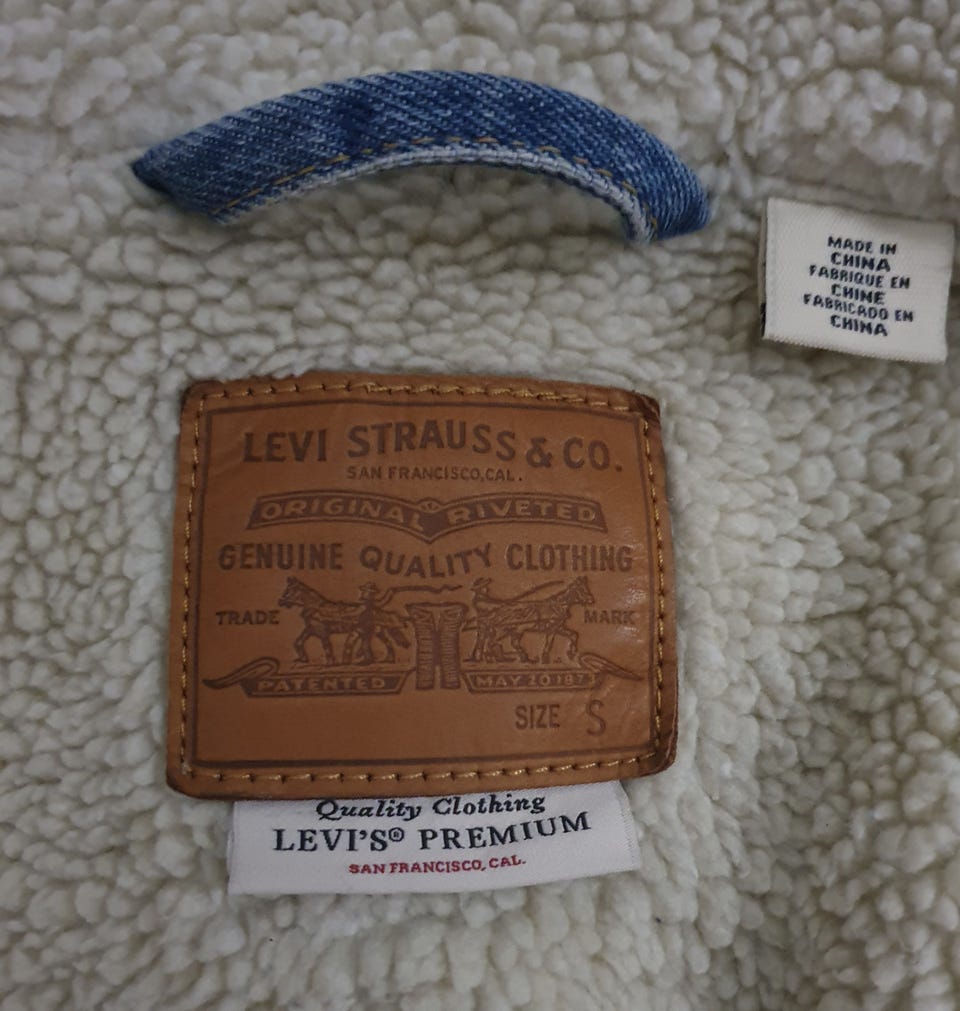 MADE IN
CHINA
FABRIQUE EN
CHINE
FABRICADO EN
CHINA
LEVI STRAUSS & CO.
SAN FRANCISCO, CAL.
ORIGINAL RIVETED
GENUINE QUALITY CLOTHING
TRADE MARK
PATENTED MAY 20 1873
SIZE S
Quality Clothing
LEVI'S® PREMIUM
SAN FRANCISCO, CAL.